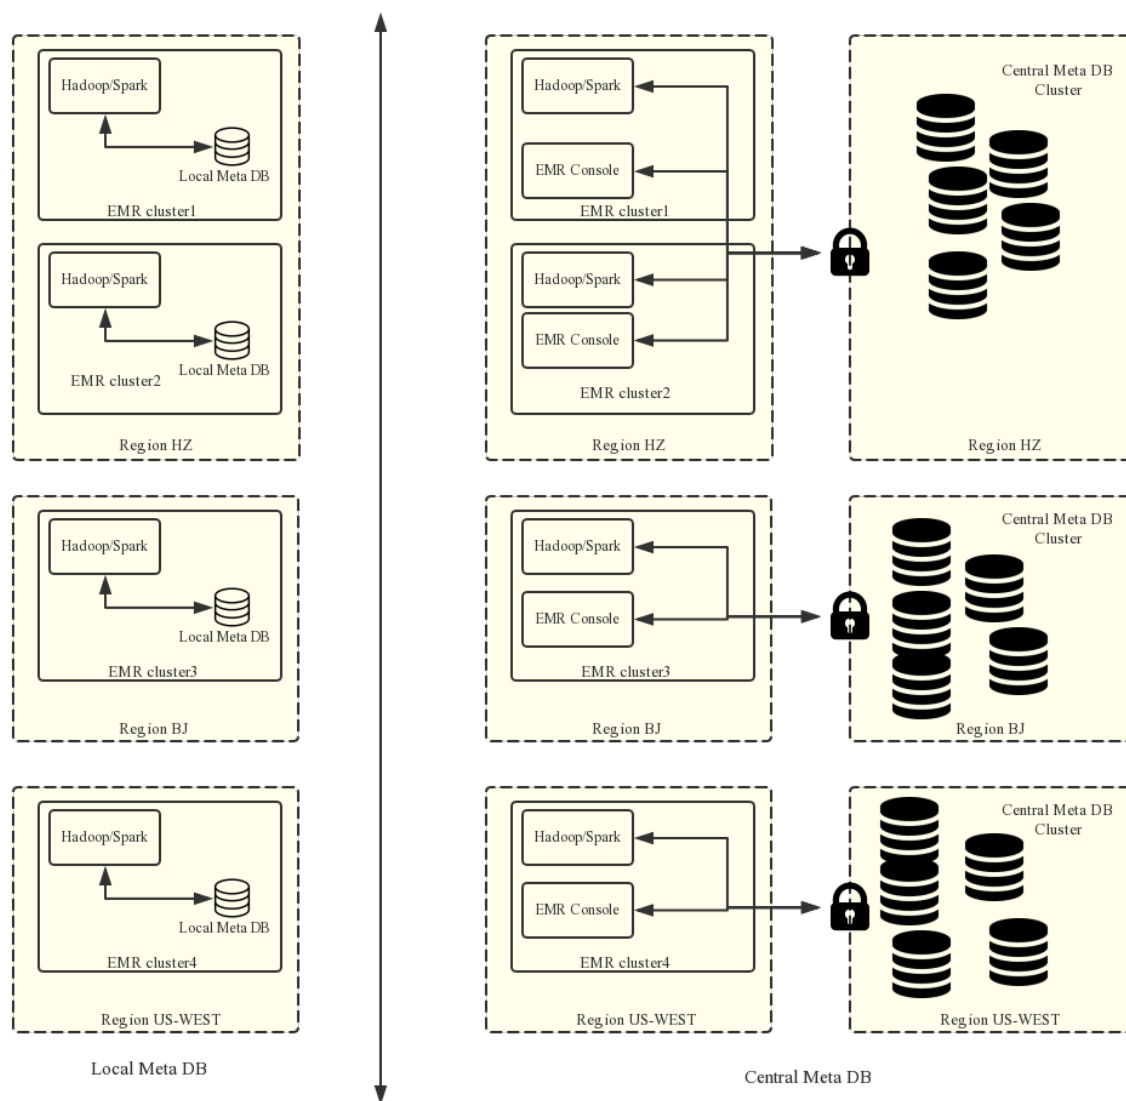 Hadoop/Spark
Local Meta DB
EMR cluster1
Hadoop/Spark
Local Meta DB
EMR cluster2
Region HZ
Hadoop/Spark
Local Meta DB
EMR cluster3
Region BJ
Hadoop/Spark
Local Meta DB
EMR cluster4
Region US-WEST
Local Meta DB
Hadoop/Spark
EMR Console
EMR cluster1
Hadoop/Spark
EMR Console
EMR cluster2
Region HZ
Central Meta DB
Cluster
Region HZ
Hadoop/Spark
EMR Console
EMR cluster3
Region BJ
Central Meta DB
Cluster
Region BJ
Hadoop/Spark
EMR Console
EMR cluster4
Region US-WEST
Central Meta DB
Cluster
Region US-WEST
Central Meta DB